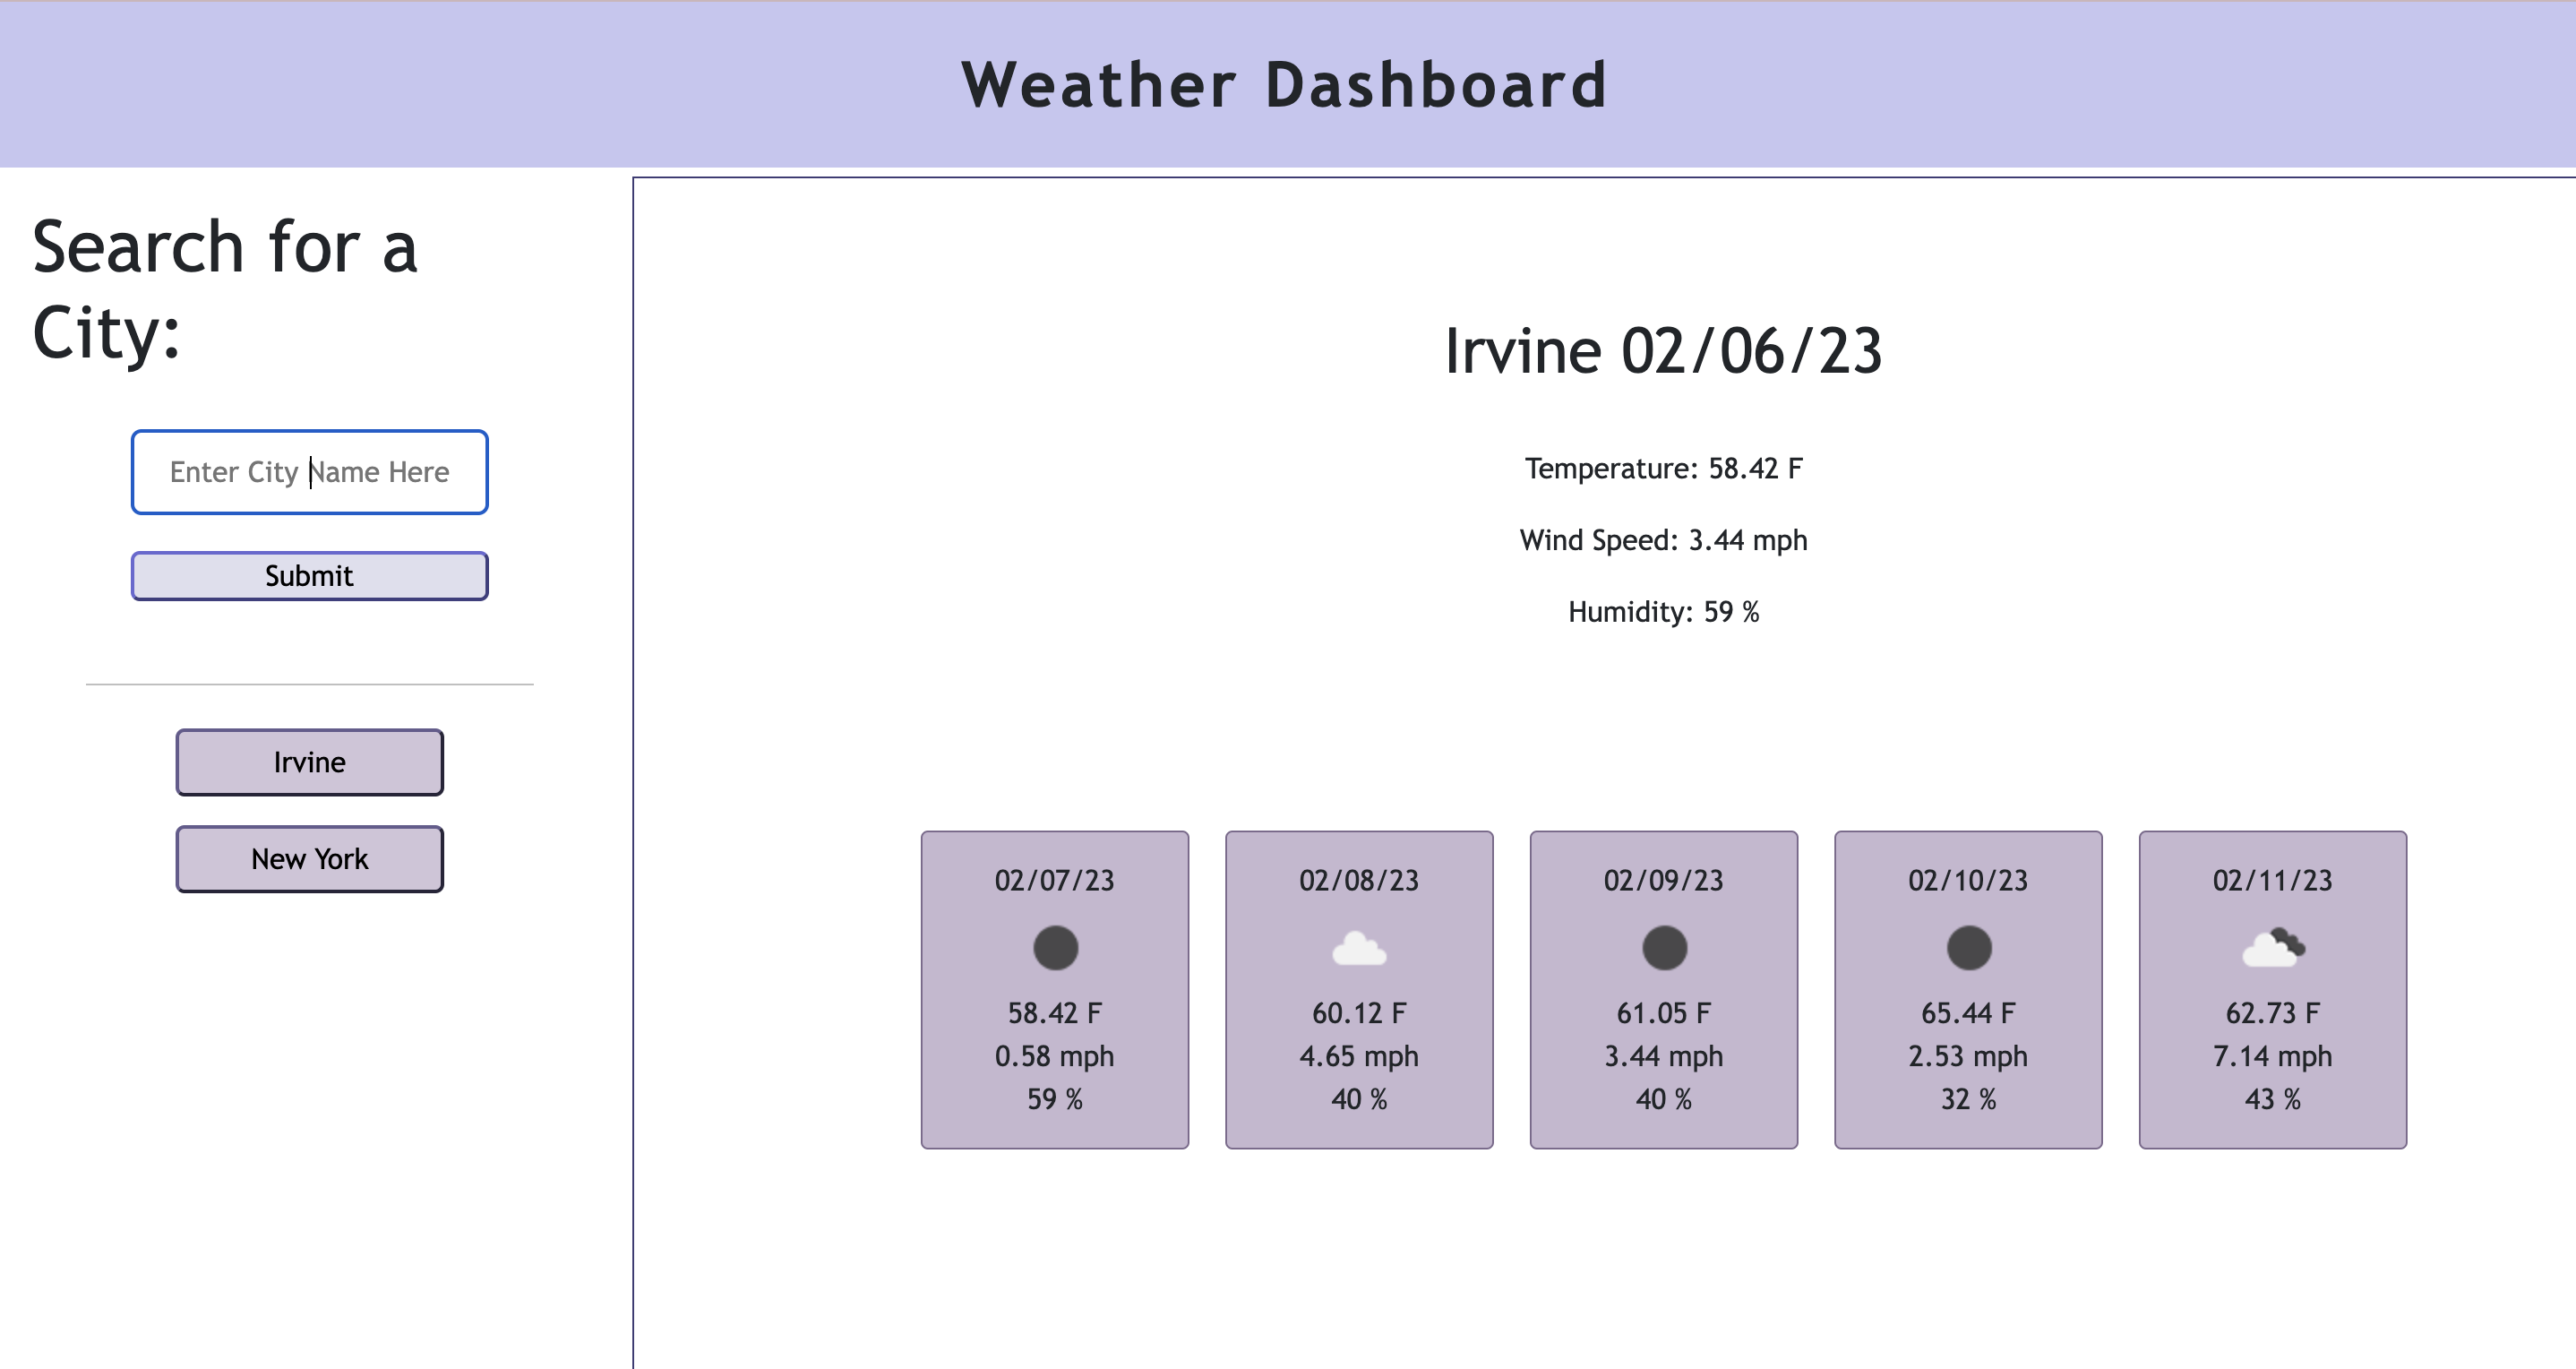 Weather Dashboard
Search for a
City:
Enter City Name Here
Submit
Irvine
New York
Irvine 02/06/23
Temperature: 58.42 F
Wind Speed: 3.44 mph
Humidity: 59 %
02/07/23
58.42 F
0.58 mph
59 %
02/08/23
60.12 F
4.65 mph
40 %
02/09/23
61.05 F
3.44 mph
40 %
02/10/23
65.44 F
2.53 mph
32 %
02/11/23
62.73 F
7.14 mph
43 %